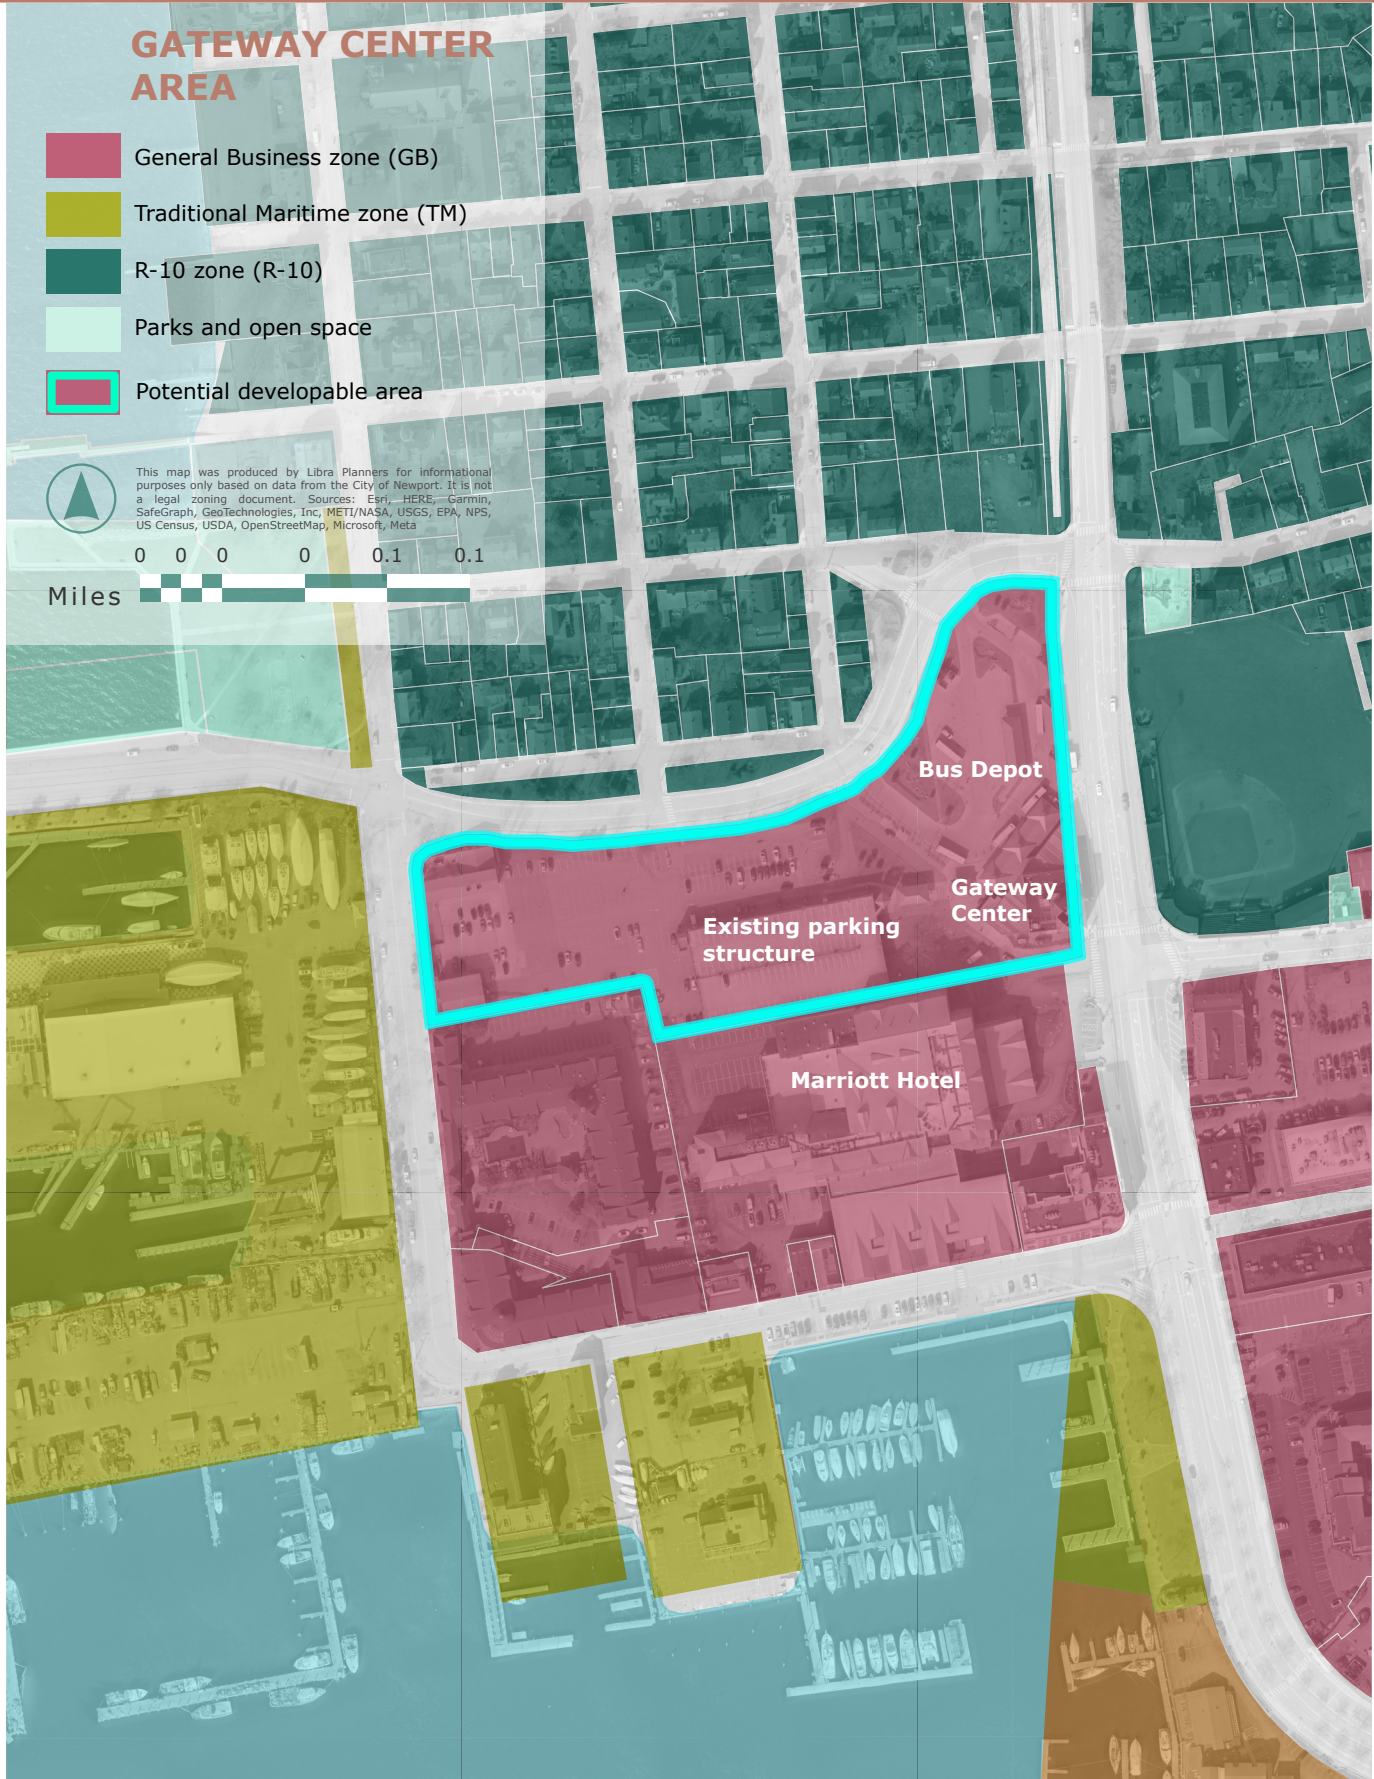 GATEWAY CENTER
AREA
General Business zone (GB)
Traditional Maritime zone (TM)
R-10 zone (R-10)
Parks and open space
Potential developable area
This map was produced by Libra Planners for informational
purposes only based on data from the City of Newport. It is not
a legal zoning document. Sources: Esri, HERE, Garmin,
SafeGraph, GeoTechnologies, Inc, METI/NASA, USGS, EPA, NPS,
US Census, USDA, OpenStreetMap, Microsoft, Meta
0 0 0 0 0.1 0.1
Miles
Bus Depot
Gateway
Center
Existing parking
structure
Marriott Hotel